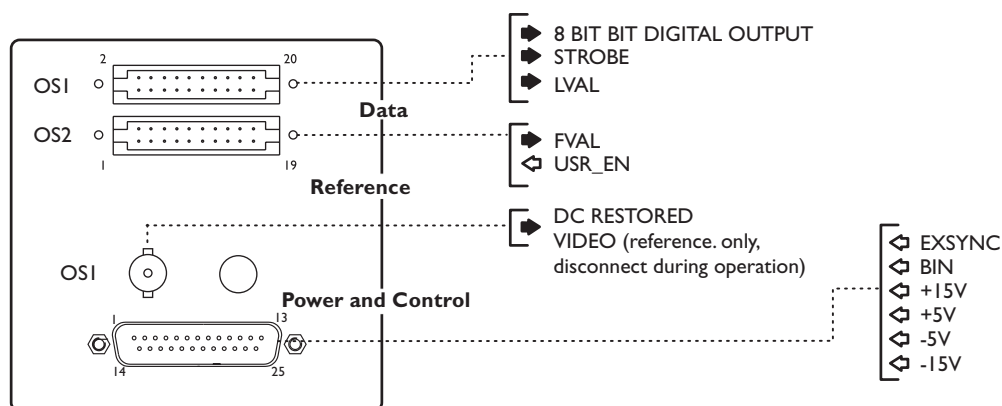 2 20
OS1
Data
OS2
1 19
8 BIT BIT DIGITAL OUTPUT
STROBE
LVAL
FVAL
USR_EN
Reference
DC RESTORED
VIDEO (reference. only,
disconnect during operation)
OS1
Power and Control
1 13
14 25
EXSYNC
BIN
+15V
+5V
-5V
-15V